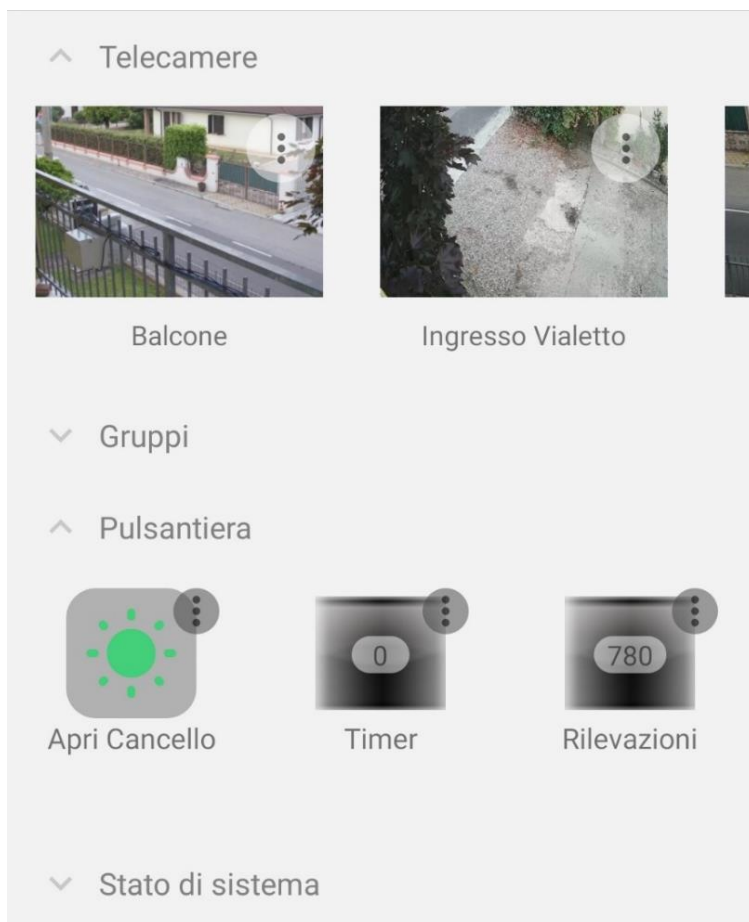 Telecamere
Balcone
Ingresso Vialetto
Gruppi
Pulsantiera
0
780
Apri Cancello
Timer
Rilevazioni
Stato di sistema